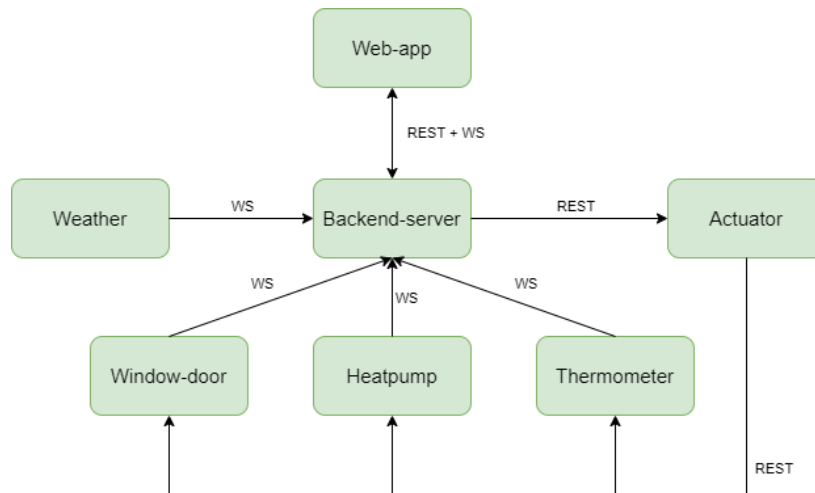 Web-app
REST + WS
Weather
WS
Backend-server
REST
Actuator
WS
WS
WS
Window-door
Heatpump
Thermometer
REST